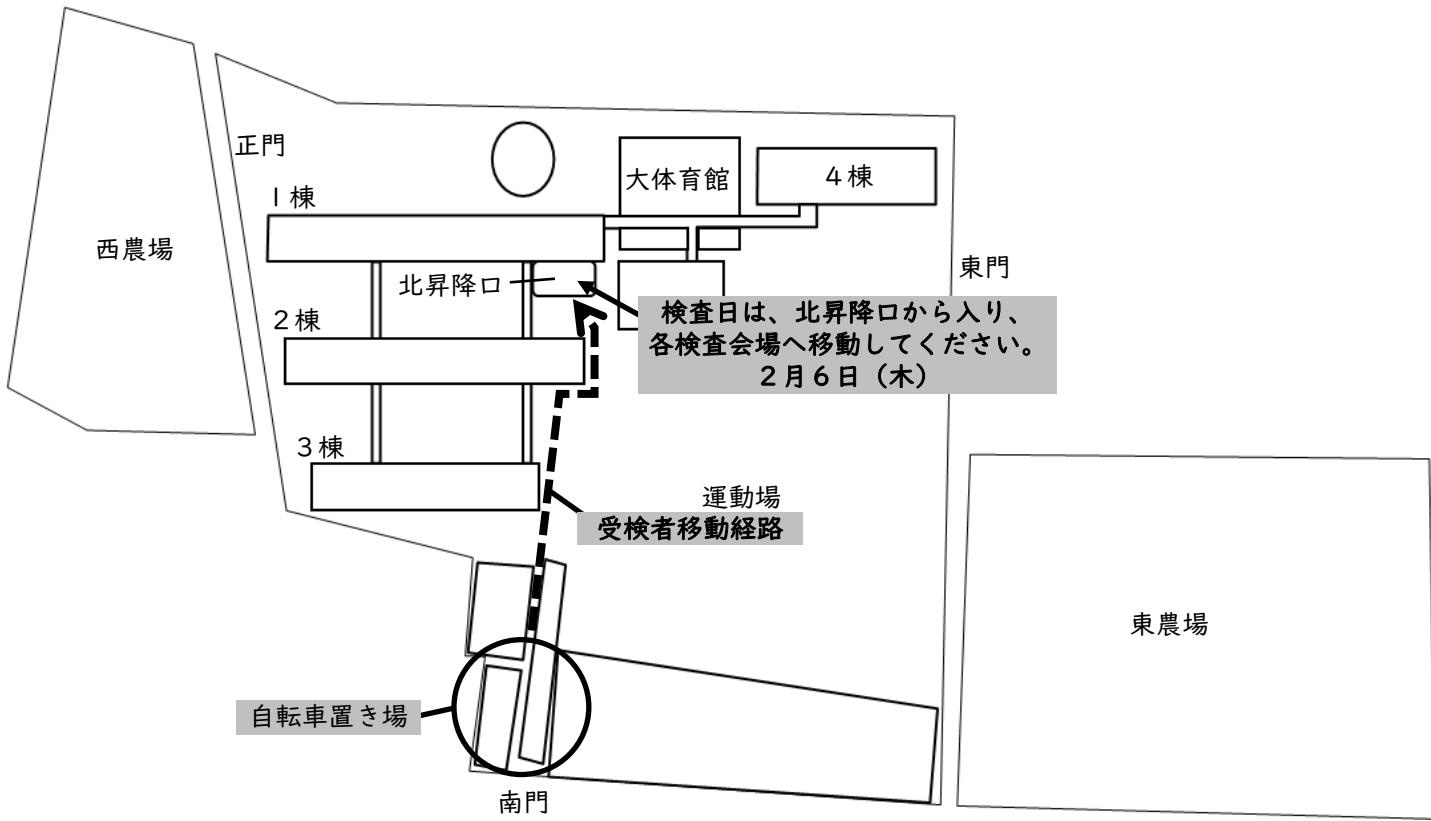 正門
大体育館
４棟
１棟
西農場
東門
北昇降口
検査日は、北昇降口から入り、
各検査会場へ移動してください。
２月６日（木）
２棟
３棟
運動場
受検者移動経路
東農場
自転車置き場
南門